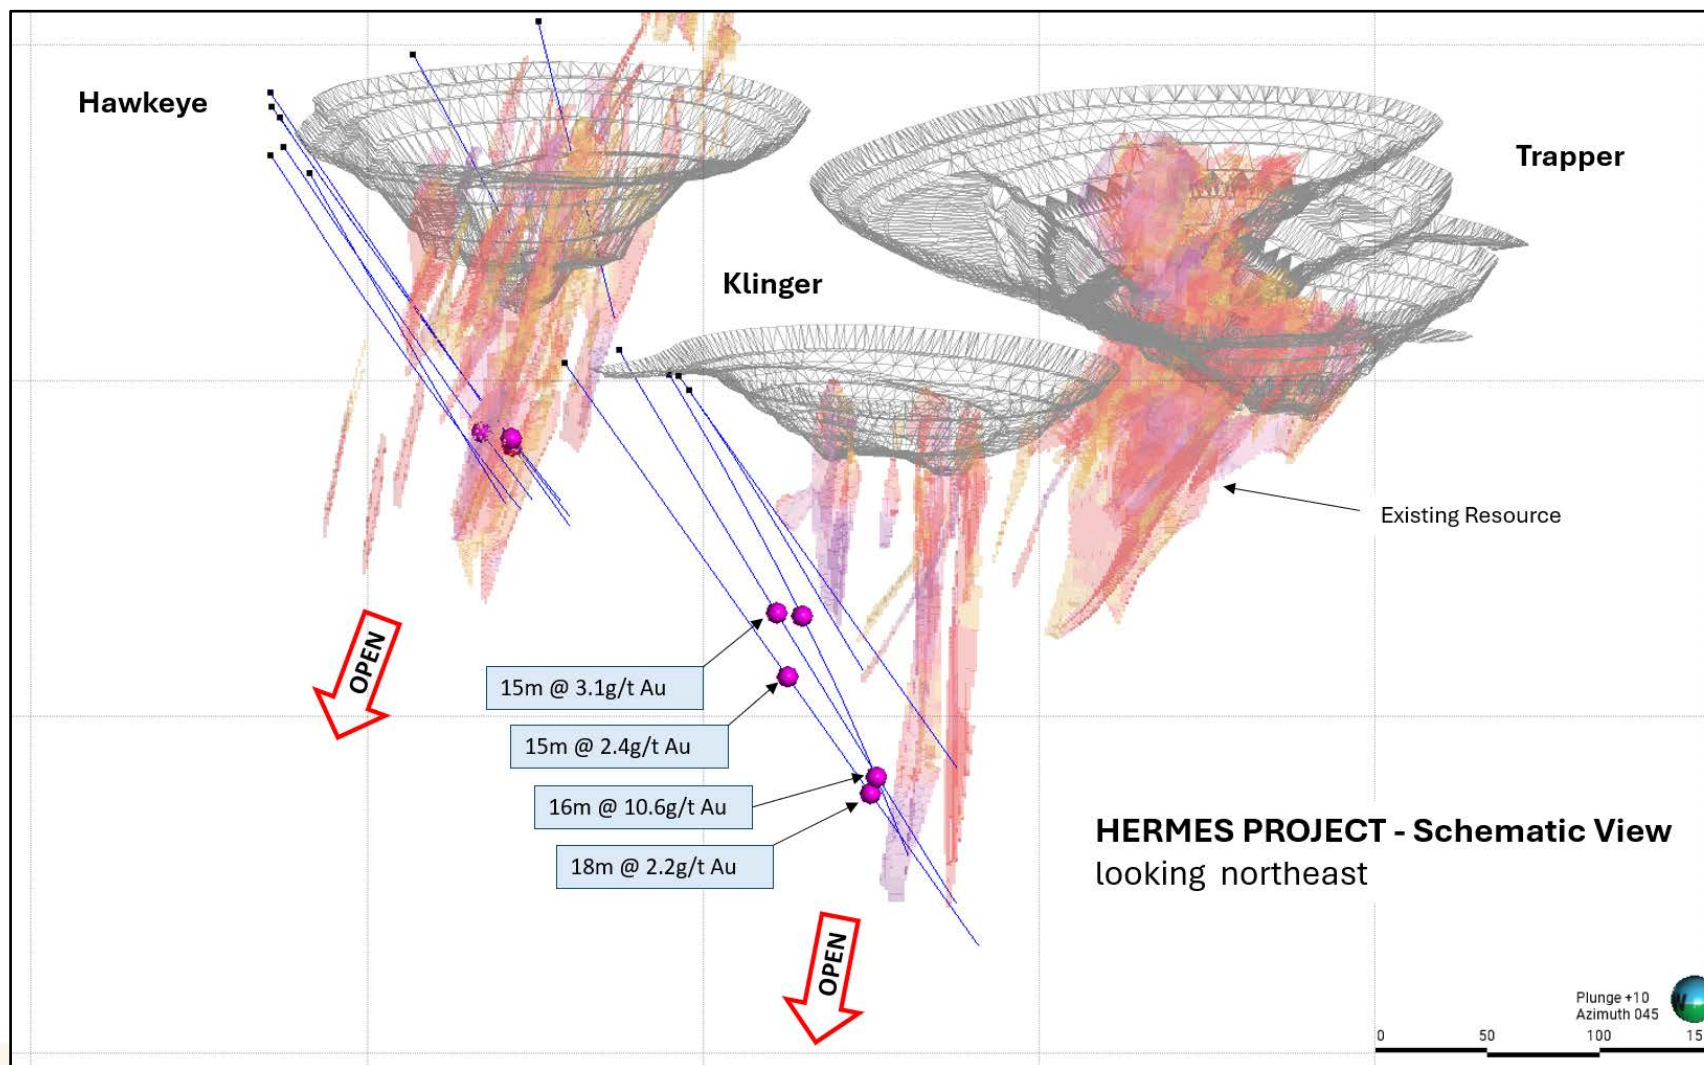 Hawkeye
Trapper
Klinger
Existing Resource
OPEN
15m @ 3.1g/t Au
15m @ 2.4g/t Au
16m @ 10.6g/t Au
18m @ 2.2g/t Au
HERMES PROJECT - Schematic View
looking northeast
OPEN
Plunge +10
Azimuth 045
0 50 100